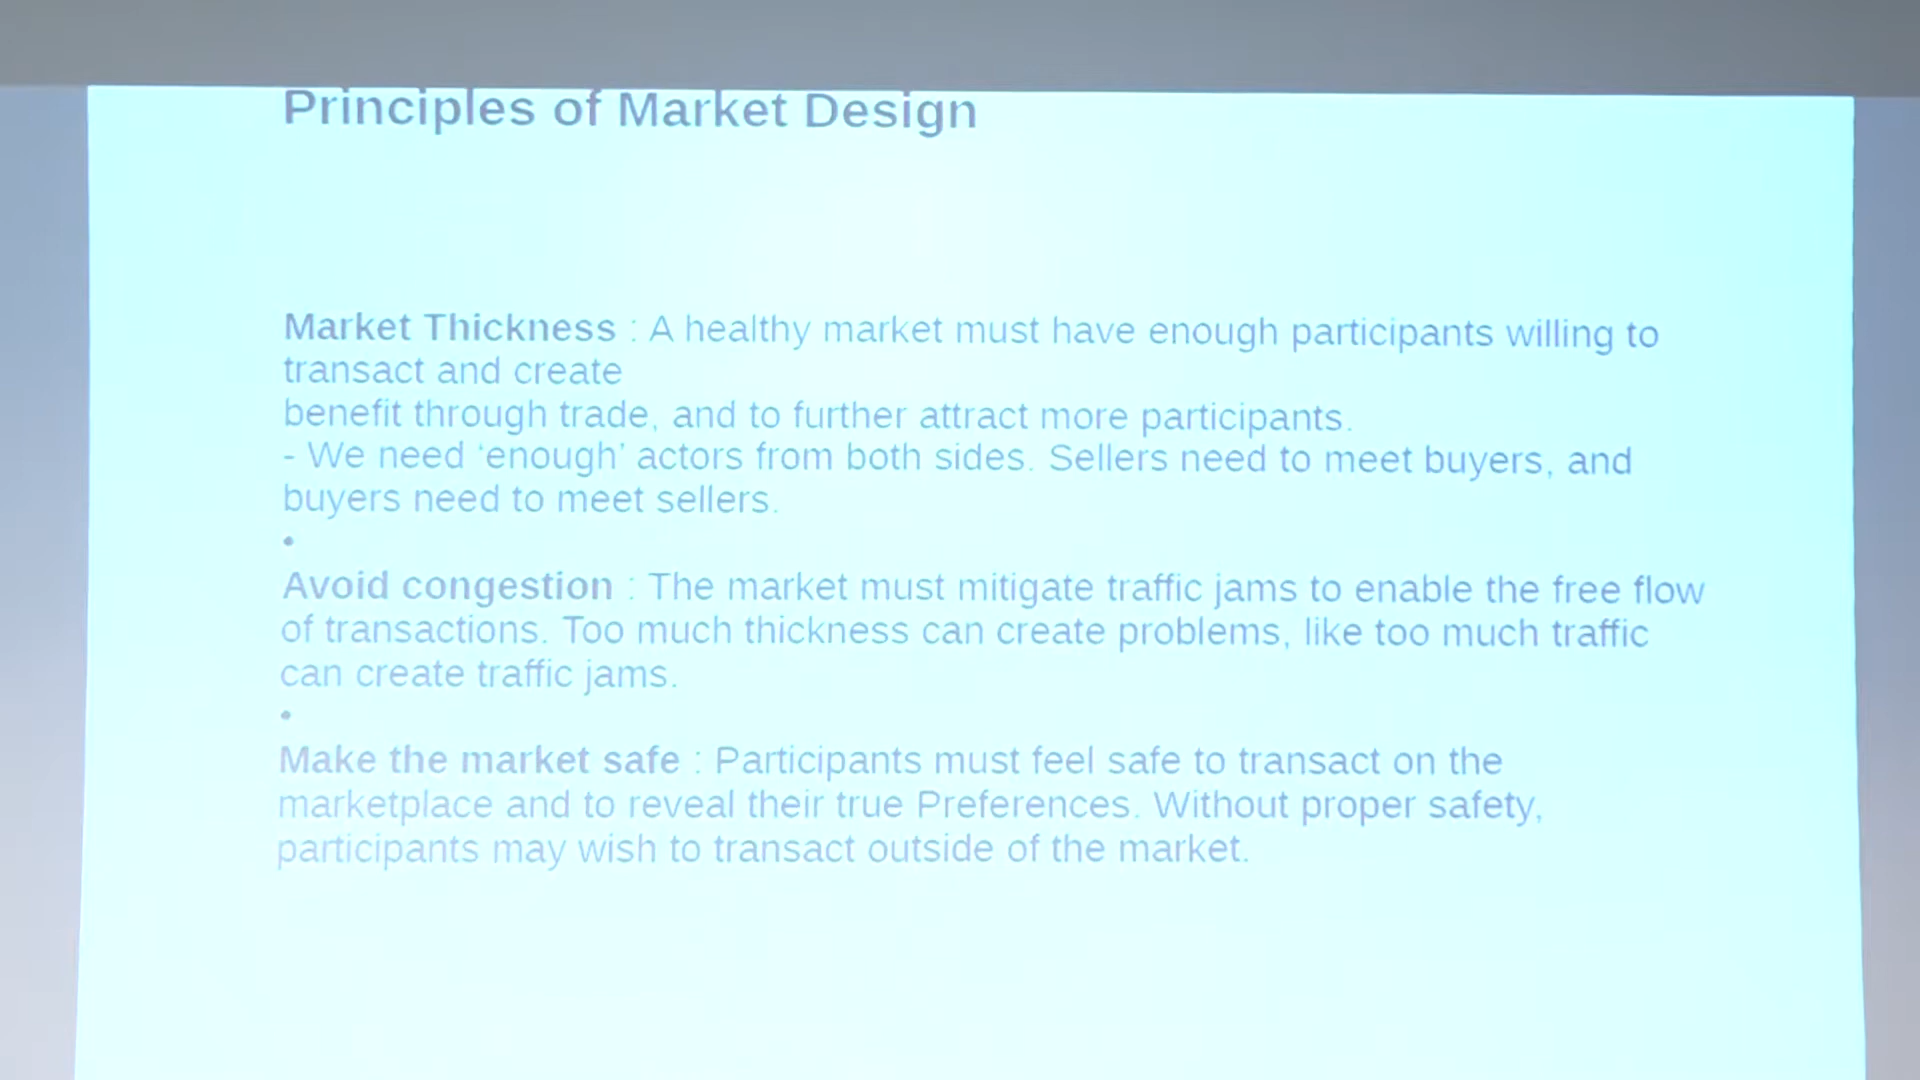 Principles of Market Design
Market Thickness : A healthy market must have enough participants willing to
transact and create
benefit through trade, and to further attract more participants.
- We need ‘enough’ actors from both sides. Sellers need to meet buyers, and
buyers need to meet sellers.
•
Avoid congestion : The market must mitigate traffic jams to enable the free flow
of transactions. Too much thickness can create problems, like too much traffic
can create traffic jams.
•
Make the market safe : Participants must feel safe to transact on the
marketplace and to reveal their true Preferences. Without proper safety,
participants may wish to transact outside of the market.